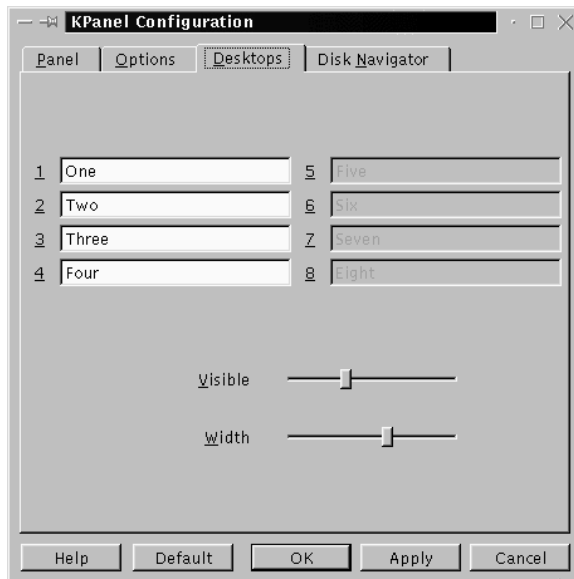 KPanel Configuration
Panel Options Desktops Disk Navigator
1 One 5 Five
2 Two 6 Six
3 Three 7 Seven
4 Four 8 Eight
Visible
Width
Help Default OK Apply Cancel